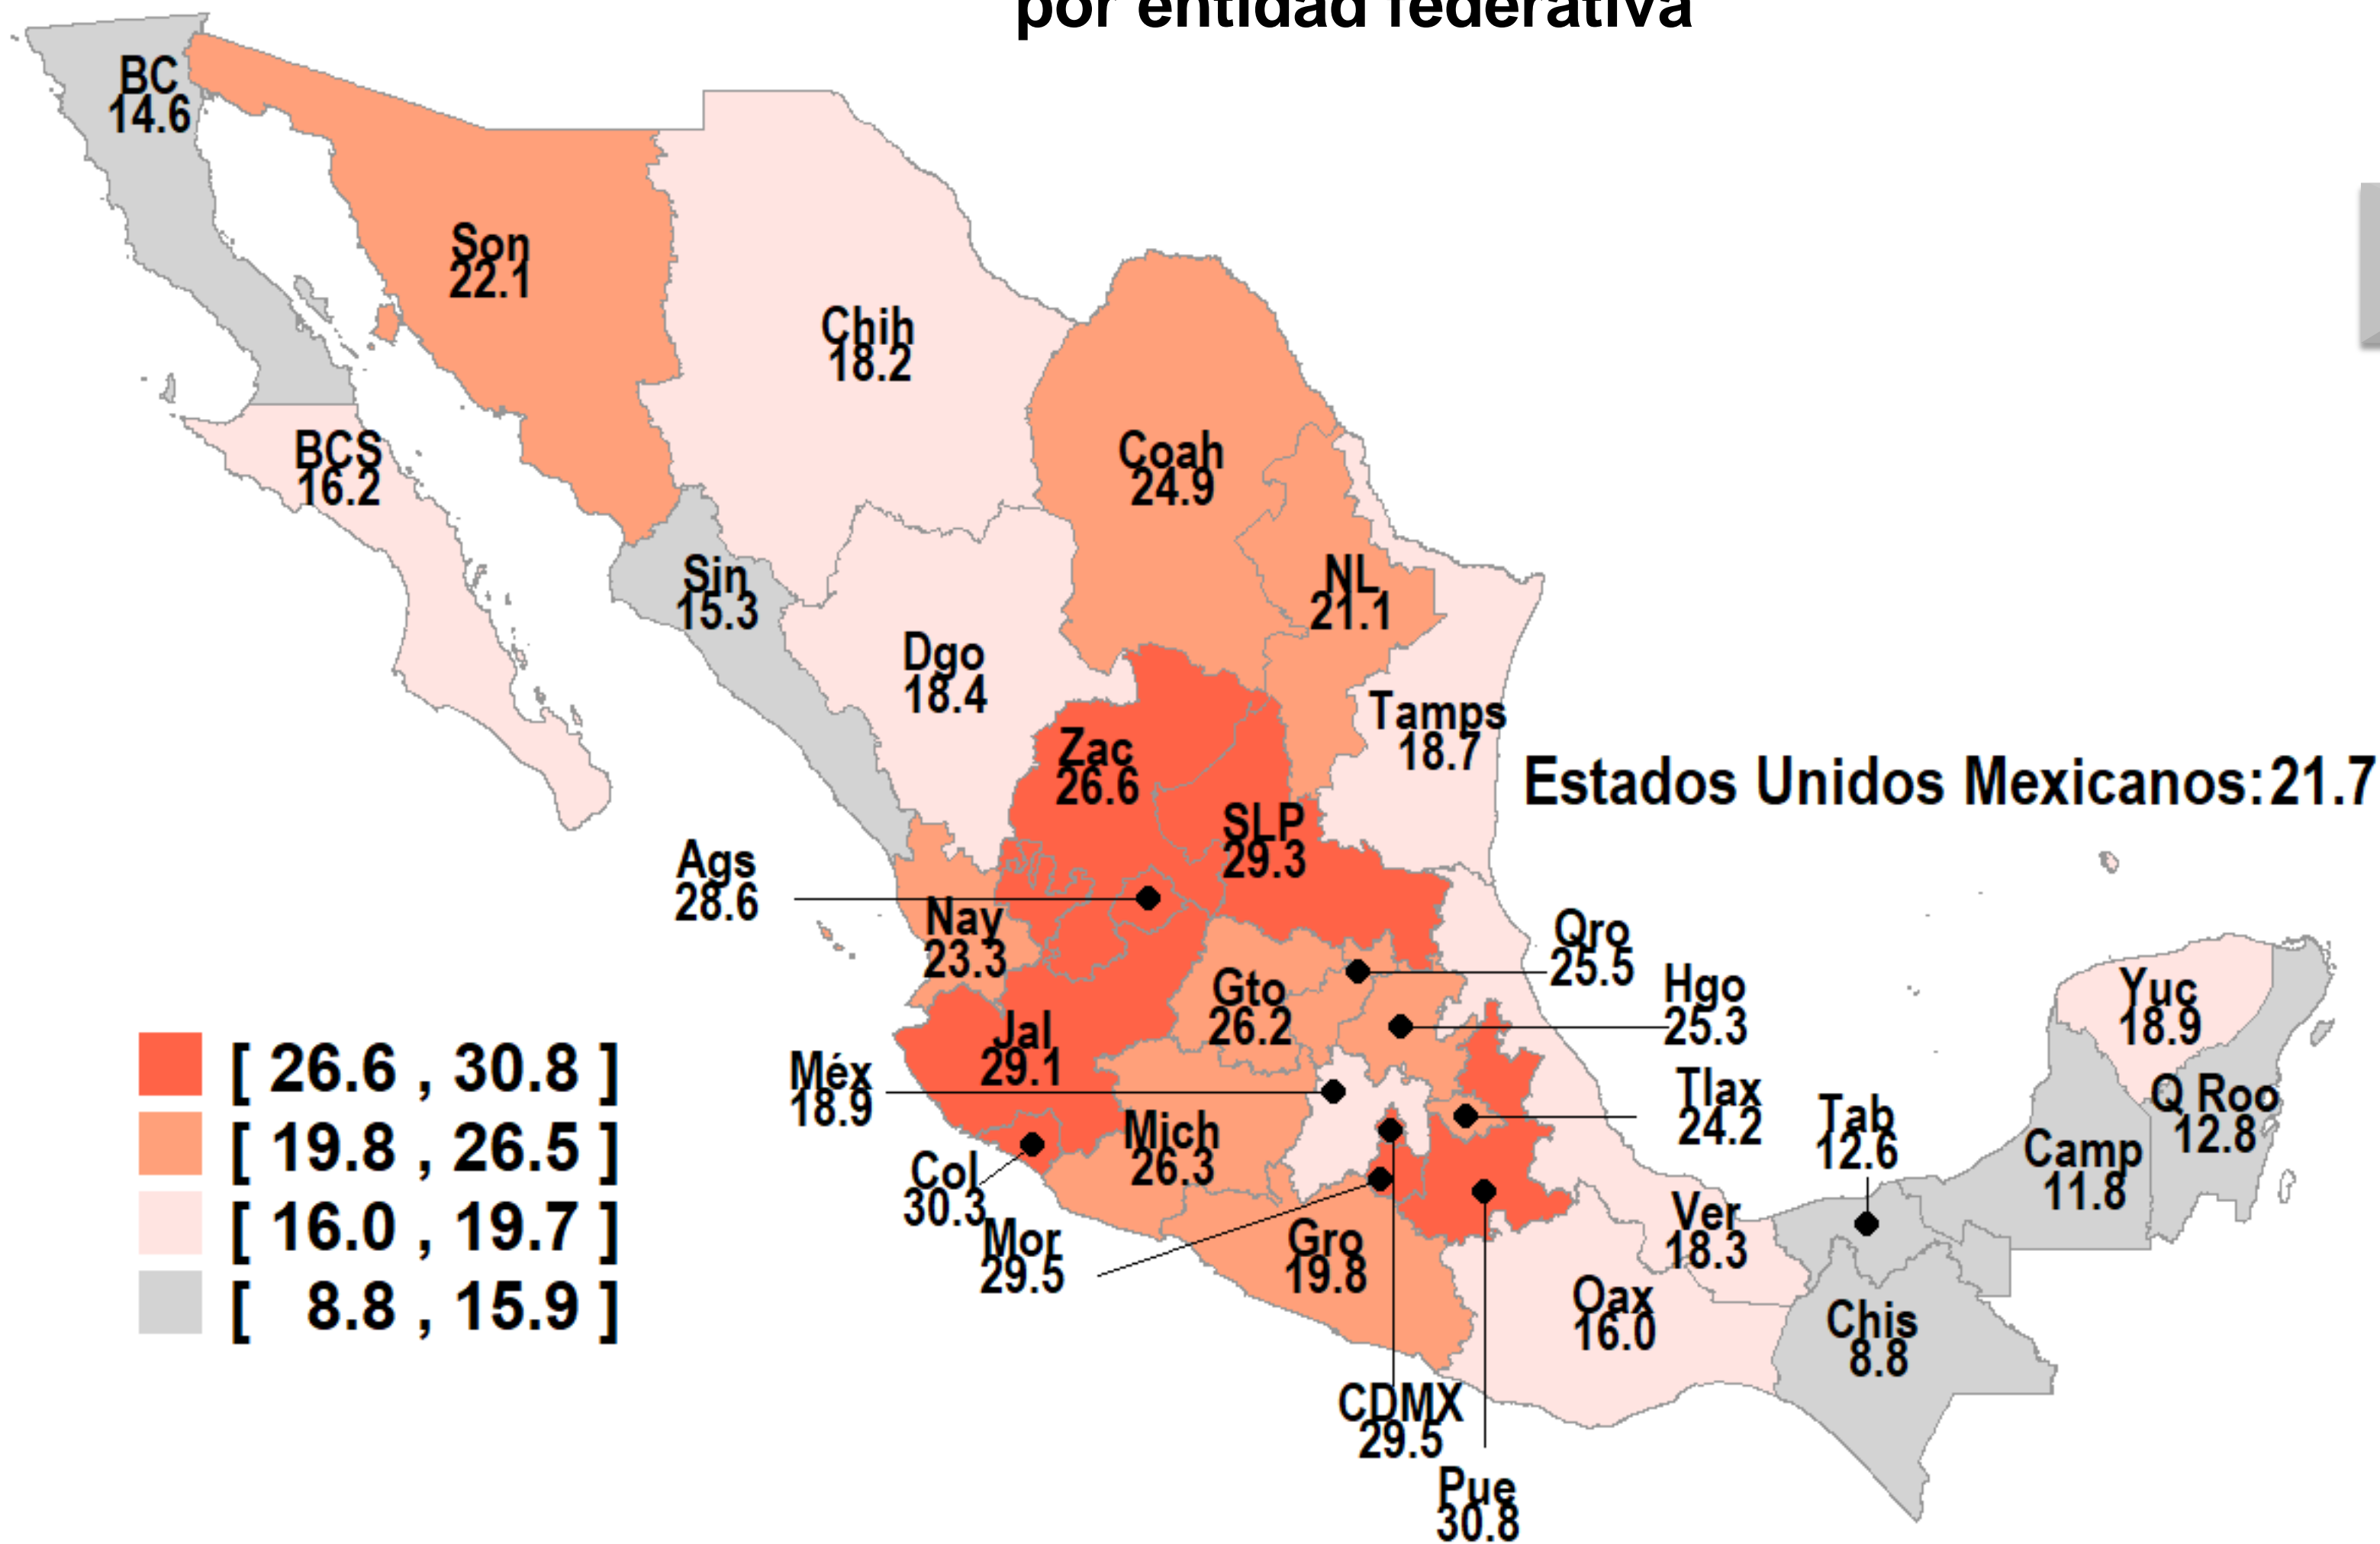 por entidad federativa
BC
14.6
Son
22.1
Chih
18.2
BCS
16.2
Coah
24.9
Sin
15.3
NL
21.1
Dgo
18.4
Tamps
18.7
Zac
26.6
Estados Unidos Mexicanos:21.7
SLP
29.3
Ags
28.6
Nay
23.3
Qro
25.5
Gto
26.2
Hgo
25.3
Yuc
18.9
Jal
29.1
Méx
18.9
Tlax
24.2
Tab
12.6
Q Roo
12.8
Mich
26.3
Camp
11.8
Col
30.3
Mor
29.5
Gro
19.8
Ver
18.3
Oax
16.0
Chis
8.8
CDMX
29.5
Pue
30.8
[ 26.6 , 30.8 ]
[ 19.8 , 26.5 ]
[ 16.0 , 19.7 ]
[ 8.8 , 15.9 ]